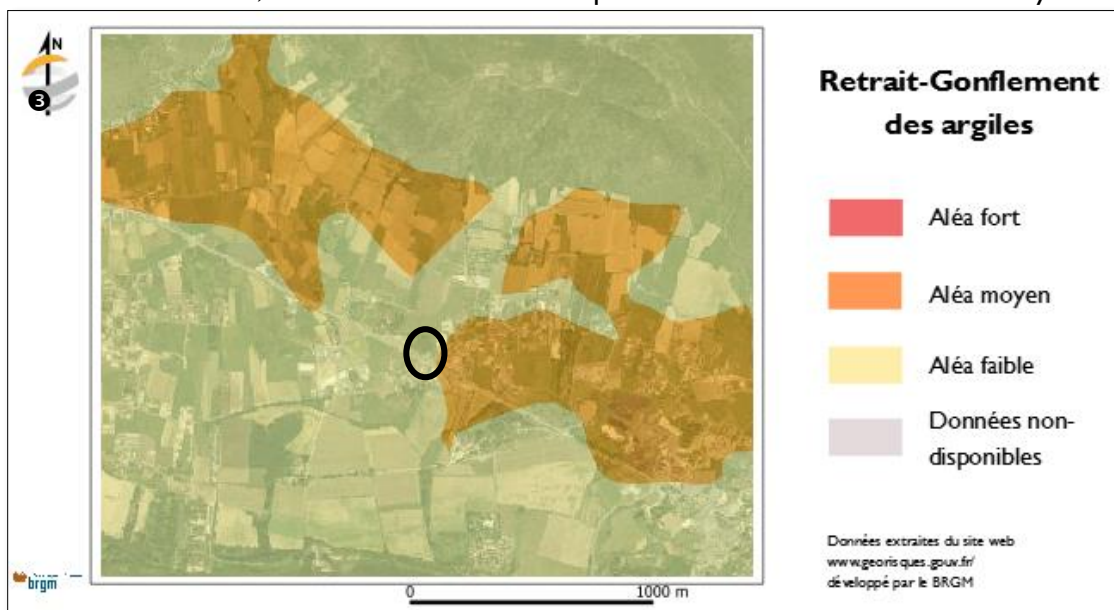 N
❸
Retrait-Gonflement
des argiles
Aléa fort
Aléa moyen
Aléa faible
Données non-
disponibles
Données extraites du site web
www.georisques.gouv.fr/
développé par le BRGM
brgm
0 1000 m